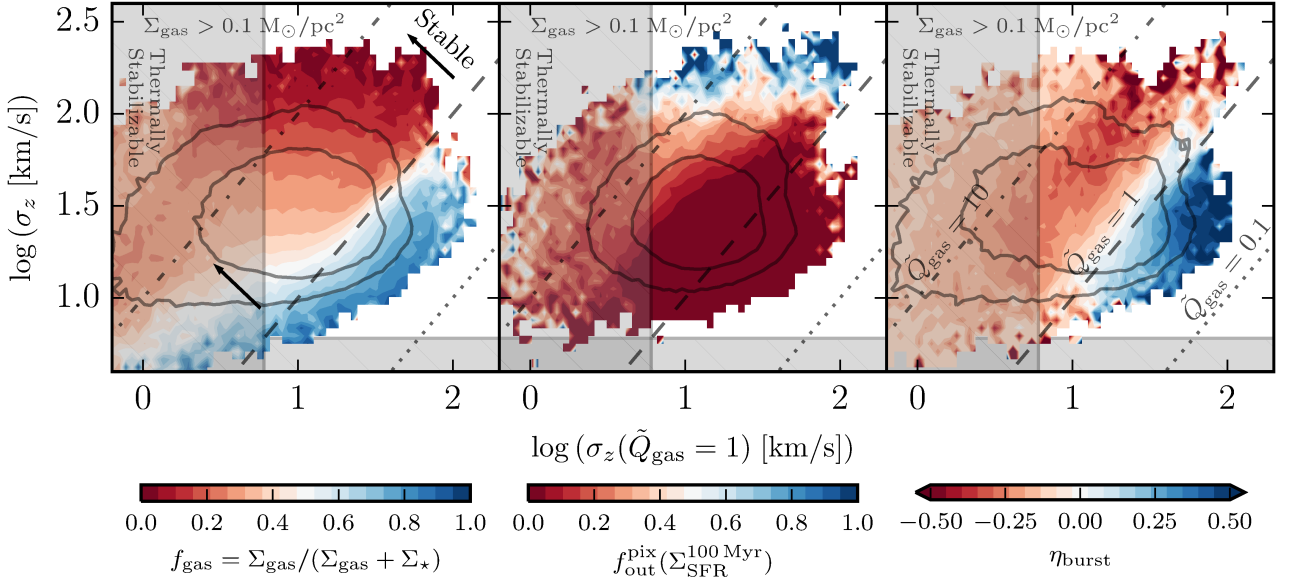 Σgas > 0.1 M⊙/pc²
Σgas > 0.1 M⊙/pc²
Σgas > 0.1 M⊙/pc²
Thermally
Stabilizable
Stable
Thermally
Stabilizable
Thermally
Stabilizable
Q̃gas = 10
Q̃gas = 1
Q̃gas = 0.1
log (σz [km/s])
2.5
2.0
1.5
1.0
0 1 2
0 1 2
0 1 2
log (σz(Q̃gas = 1) [km/s])
0.0 0.2 0.4 0.6 0.8 1.0
fgas = Σgas/(Σgas + Σ⋆)
0.0 0.2 0.4 0.6 0.8 1.0
f_out^pix(Σ_SFR^100 Myr)
−0.50 −0.25 0.00 0.25 0.50
ηburst